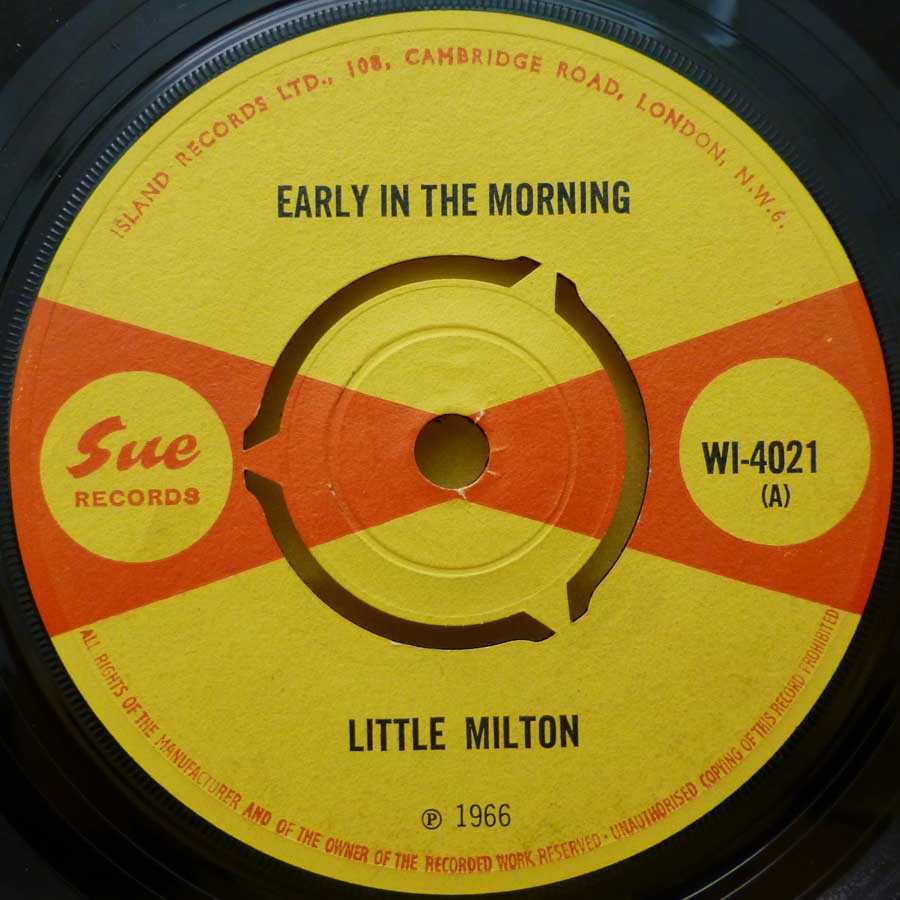 ISLAND RECORDS LTD., 108, CAMBRIDGE ROAD, LONDON, N.W.6.
EARLY IN THE MORNING
Sue
RECORDS
WI-4021
(A)
LITTLE MILTON
℗ 1966
ALL RIGHTS OF THE MANUFACTURER AND OF THE OWNER OF THE RECORDED WORK RESERVED · UNAUTHORISED COPYING OF THIS RECORD PROHIBITED